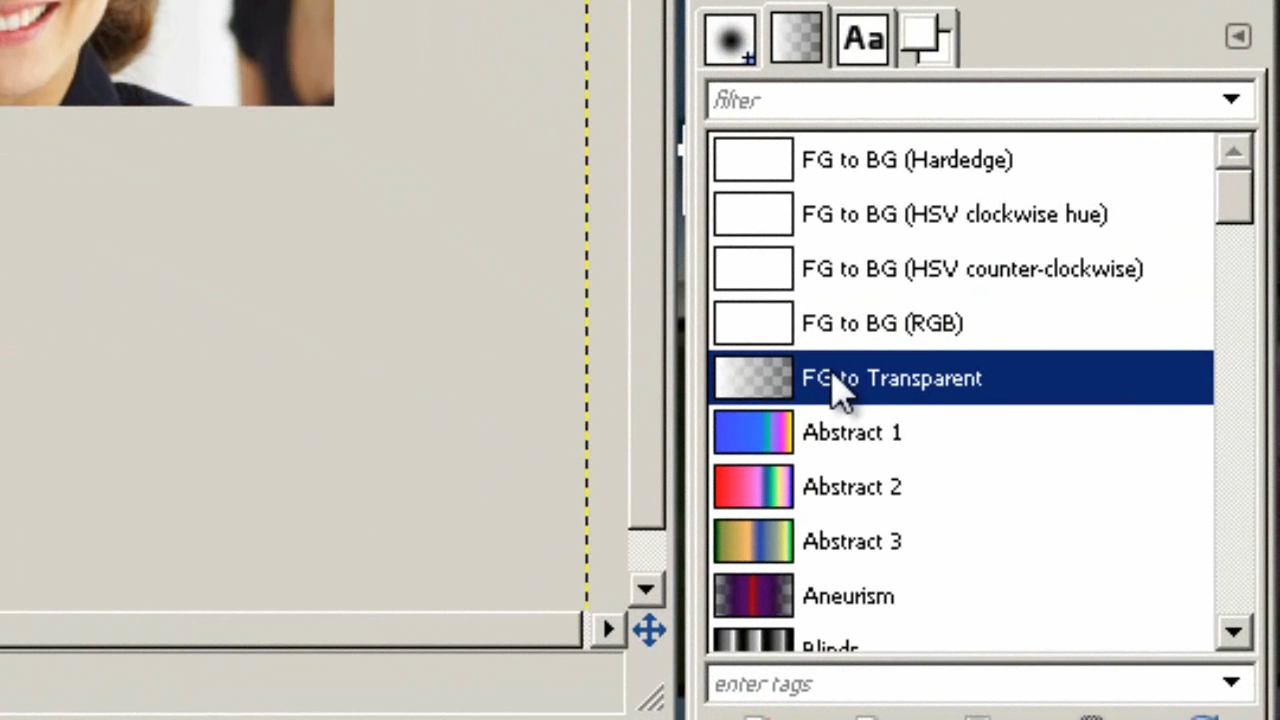 Aa
filter
FG to BG (Hardedge)
FG to BG (HSV clockwise hue)
FG to BG (HSV counter-clockwise)
FG to BG (RGB)
FG to Transparent
Abstract 1
Abstract 2
Abstract 3
Aneurism
Blinds
enter tags